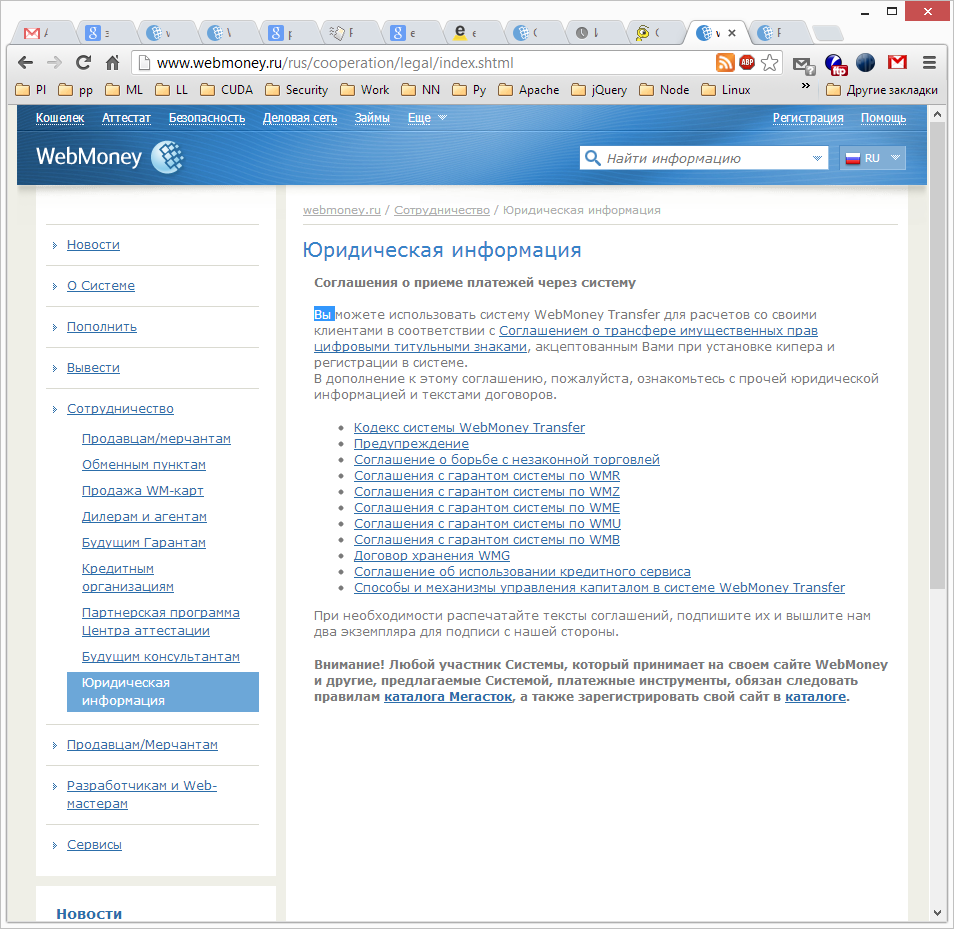 www.webmoney.ru/rus/cooperation/legal/index.shtml
ABP
PI pp ML LL CUDA Security Work NN Py Apache jQuery Node Linux » Другие закладки
Кошелек Аттестат Безопасность Деловая сеть Займы Еще Регистрация Помощь
WebMoney Найти информацию RU
webmoney.ru / Сотрудничество / Юридическая информация
Юридическая информация
Соглашения о приеме платежей через систему
Вы можете использовать систему WebMoney Transfer для расчетов со своими
клиентами в соответствии с Соглашением о трансфере имущественных прав
цифровыми титульными знаками, акцептованным Вами при установке кипера и
регистрации в системе.
В дополнение к этому соглашению, пожалуйста, ознакомьтесь с прочей юридической
информацией и текстами договоров.
Кодекс системы WebMoney Transfer
Предупреждение
Соглашение о борьбе с незаконной торговлей
Соглашения с гарантом системы по WMR
Соглашения с гарантом системы по WMZ
Соглашения с гарантом системы по WME
Соглашения с гарантом системы по WMU
Соглашения с гарантом системы по WMB
Договор хранения WMG
Соглашение об использовании кредитного сервиса
Способы и механизмы управления капиталом в системе WebMoney Transfer
При необходимости распечатайте тексты соглашений, подпишите их и вышлите нам
два экземпляра для подписи с нашей стороны.
Внимание! Любой участник Системы, который принимает на своем сайте WebMoney
и другие, предлагаемые Системой, платежные инструменты, обязан следовать
правилам каталога Мегасток, а также зарегистрировать свой сайт в каталоге.
Новости
О Системе
Пополнить
Вывести
Сотрудничество
Продавцам/мерчантам
Обменным пунктам
Продажа WM-карт
Дилерам и агентам
Будущим Гарантам
Кредитным
организациям
Партнерская программа
Центра аттестации
Будущим консультантам
Юридическая
информация
Продавцам/Мерчантам
Разработчикам и Web-
мастерам
Сервисы
Новости